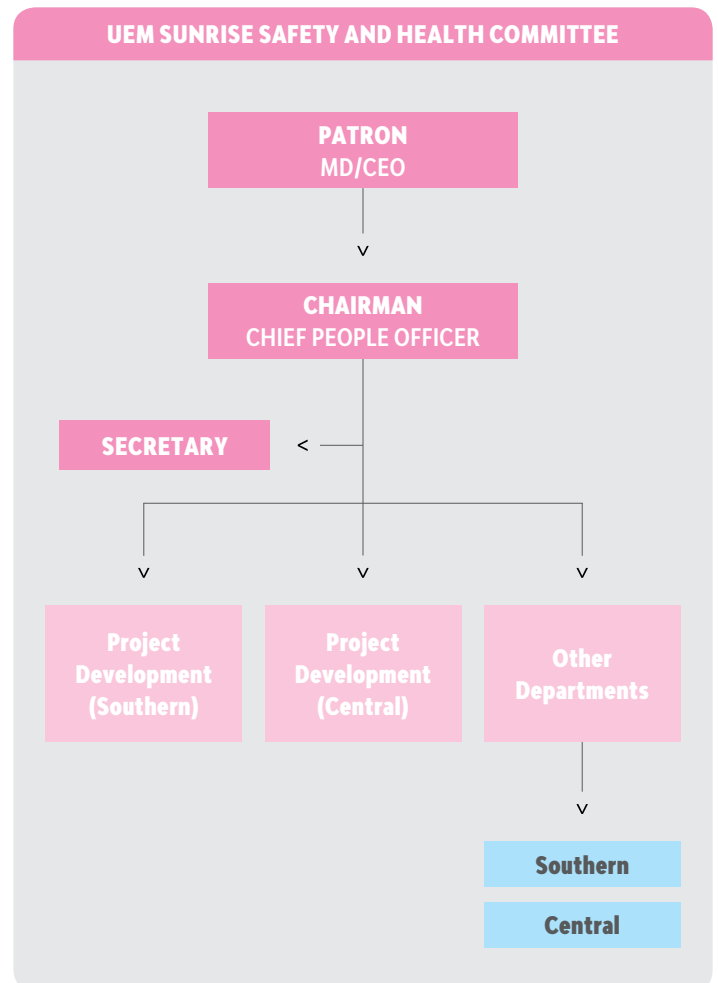 UEM SUNRISE SAFETY AND HEALTH COMMITTEE
PATRON
MD/CEO
CHAIRMAN
CHIEF PEOPLE OFFICER
SECRETARY
Project
Development
(Southern)
Project
Development
(Central)
Other
Departments
Southern
Central